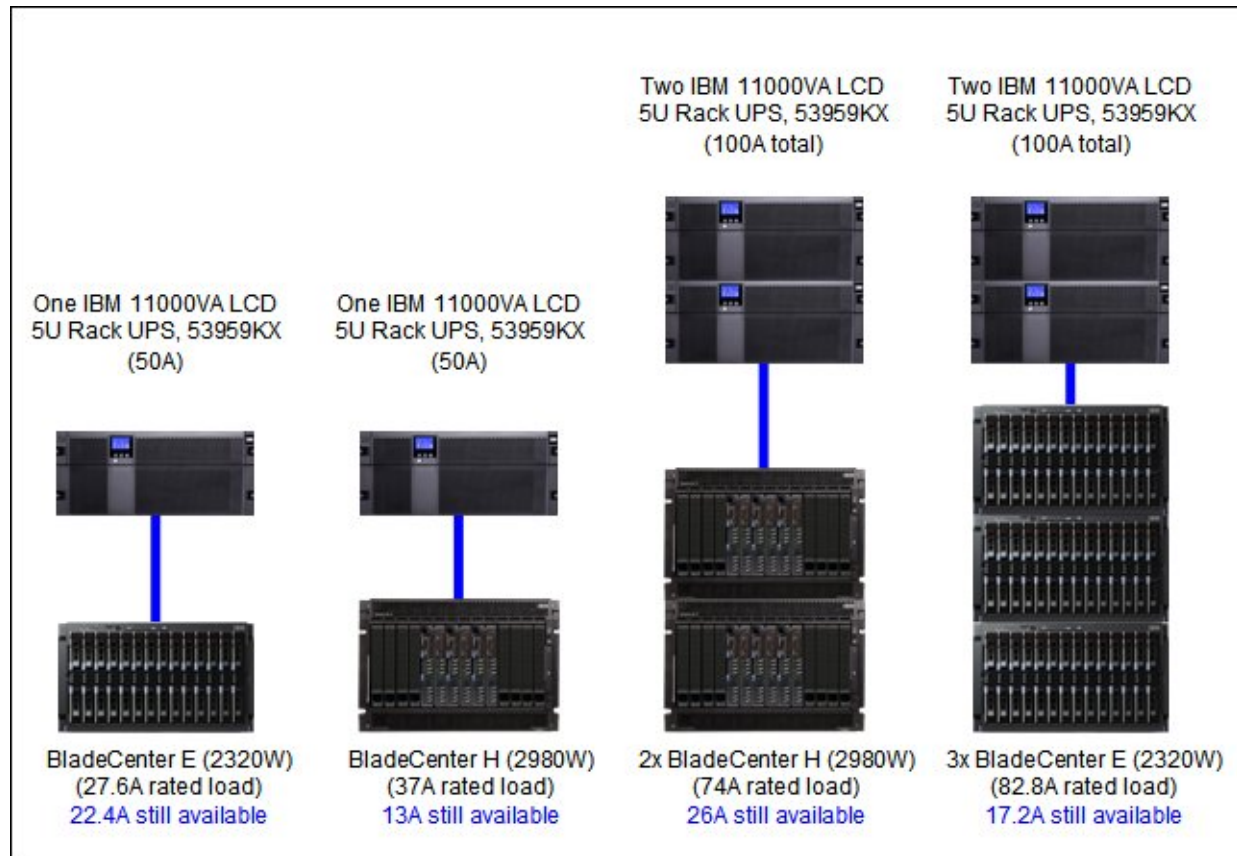 One IBM 11000VA LCD
5U Rack UPS, 53959KX
(50A)
BladeCenter E (2320W)
(27.6A rated load)
22.4A still available
One IBM 11000VA LCD
5U Rack UPS, 53959KX
(50A)
BladeCenter H (2980W)
(37A rated load)
13A still available
Two IBM 11000VA LCD
5U Rack UPS, 53959KX
(100A total)
2x BladeCenter H (2980W)
(74A rated load)
26A still available
Two IBM 11000VA LCD
5U Rack UPS, 53959KX
(100A total)
3x BladeCenter E (2320W)
(82.8A rated load)
17.2A still available